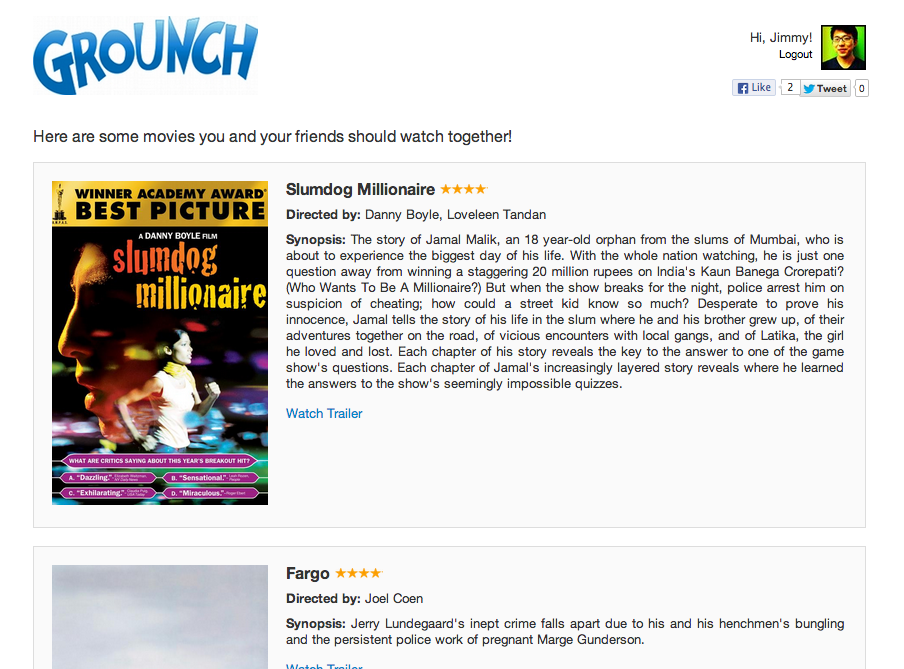 GROUNCH
Hi, Jimmy!
Logout
Like 2 Tweet 0
Here are some movies you and your friends should watch together!
WINNER ACADEMY AWARD
BEST PICTURE
A DANNY BOYLE FILM
slumdog
millionaire
WHAT ARE CRITICS SAYING ABOUT THIS YEAR'S BREAKOUT HIT?
A. "Dazzling."
B. "Sensational."
C. "Exhilarating."
D. "Miraculous."
Slumdog Millionaire
Directed by: Danny Boyle, Loveleen Tandan
Synopsis: The story of Jamal Malik, an 18 year-old orphan from the slums of Mumbai, who is
about to experience the biggest day of his life. With the whole nation watching, he is just one
question away from winning a staggering 20 million rupees on India's Kaun Banega Crorepati?
(Who Wants To Be A Millionaire?) But when the show breaks for the night, police arrest him on
suspicion of cheating; how could a street kid know so much? Desperate to prove his
innocence, Jamal tells the story of his life in the slum where he and his brother grew up, of their
adventures together on the road, of vicious encounters with local gangs, and of Latika, the girl
he loved and lost. Each chapter of his story reveals the key to the answer to one of the game
show's questions. Each chapter of Jamal's increasingly layered story reveals where he learned
the answers to the show's seemingly impossible quizzes.
Watch Trailer
Fargo
Directed by: Joel Coen
Synopsis: Jerry Lundegaard's inept crime falls apart due to his and his henchmen's bungling
and the persistent police work of pregnant Marge Gunderson.
Watch Trailer